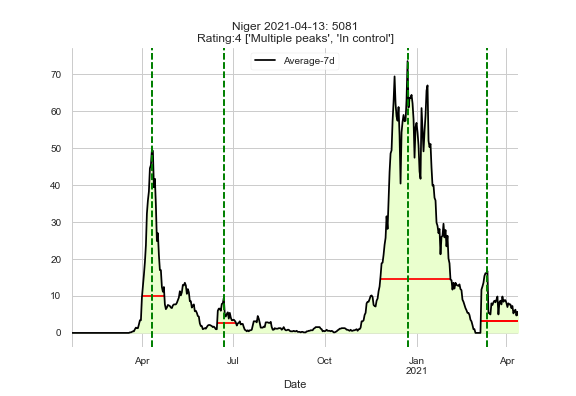 Niger 2021-04-13: 5081
Rating:4 ['Multiple peaks', 'In control']
Average-7d
70
60
50
40
30
20
10
0
Apr
Jul
Oct
Jan
2021
Apr
Date